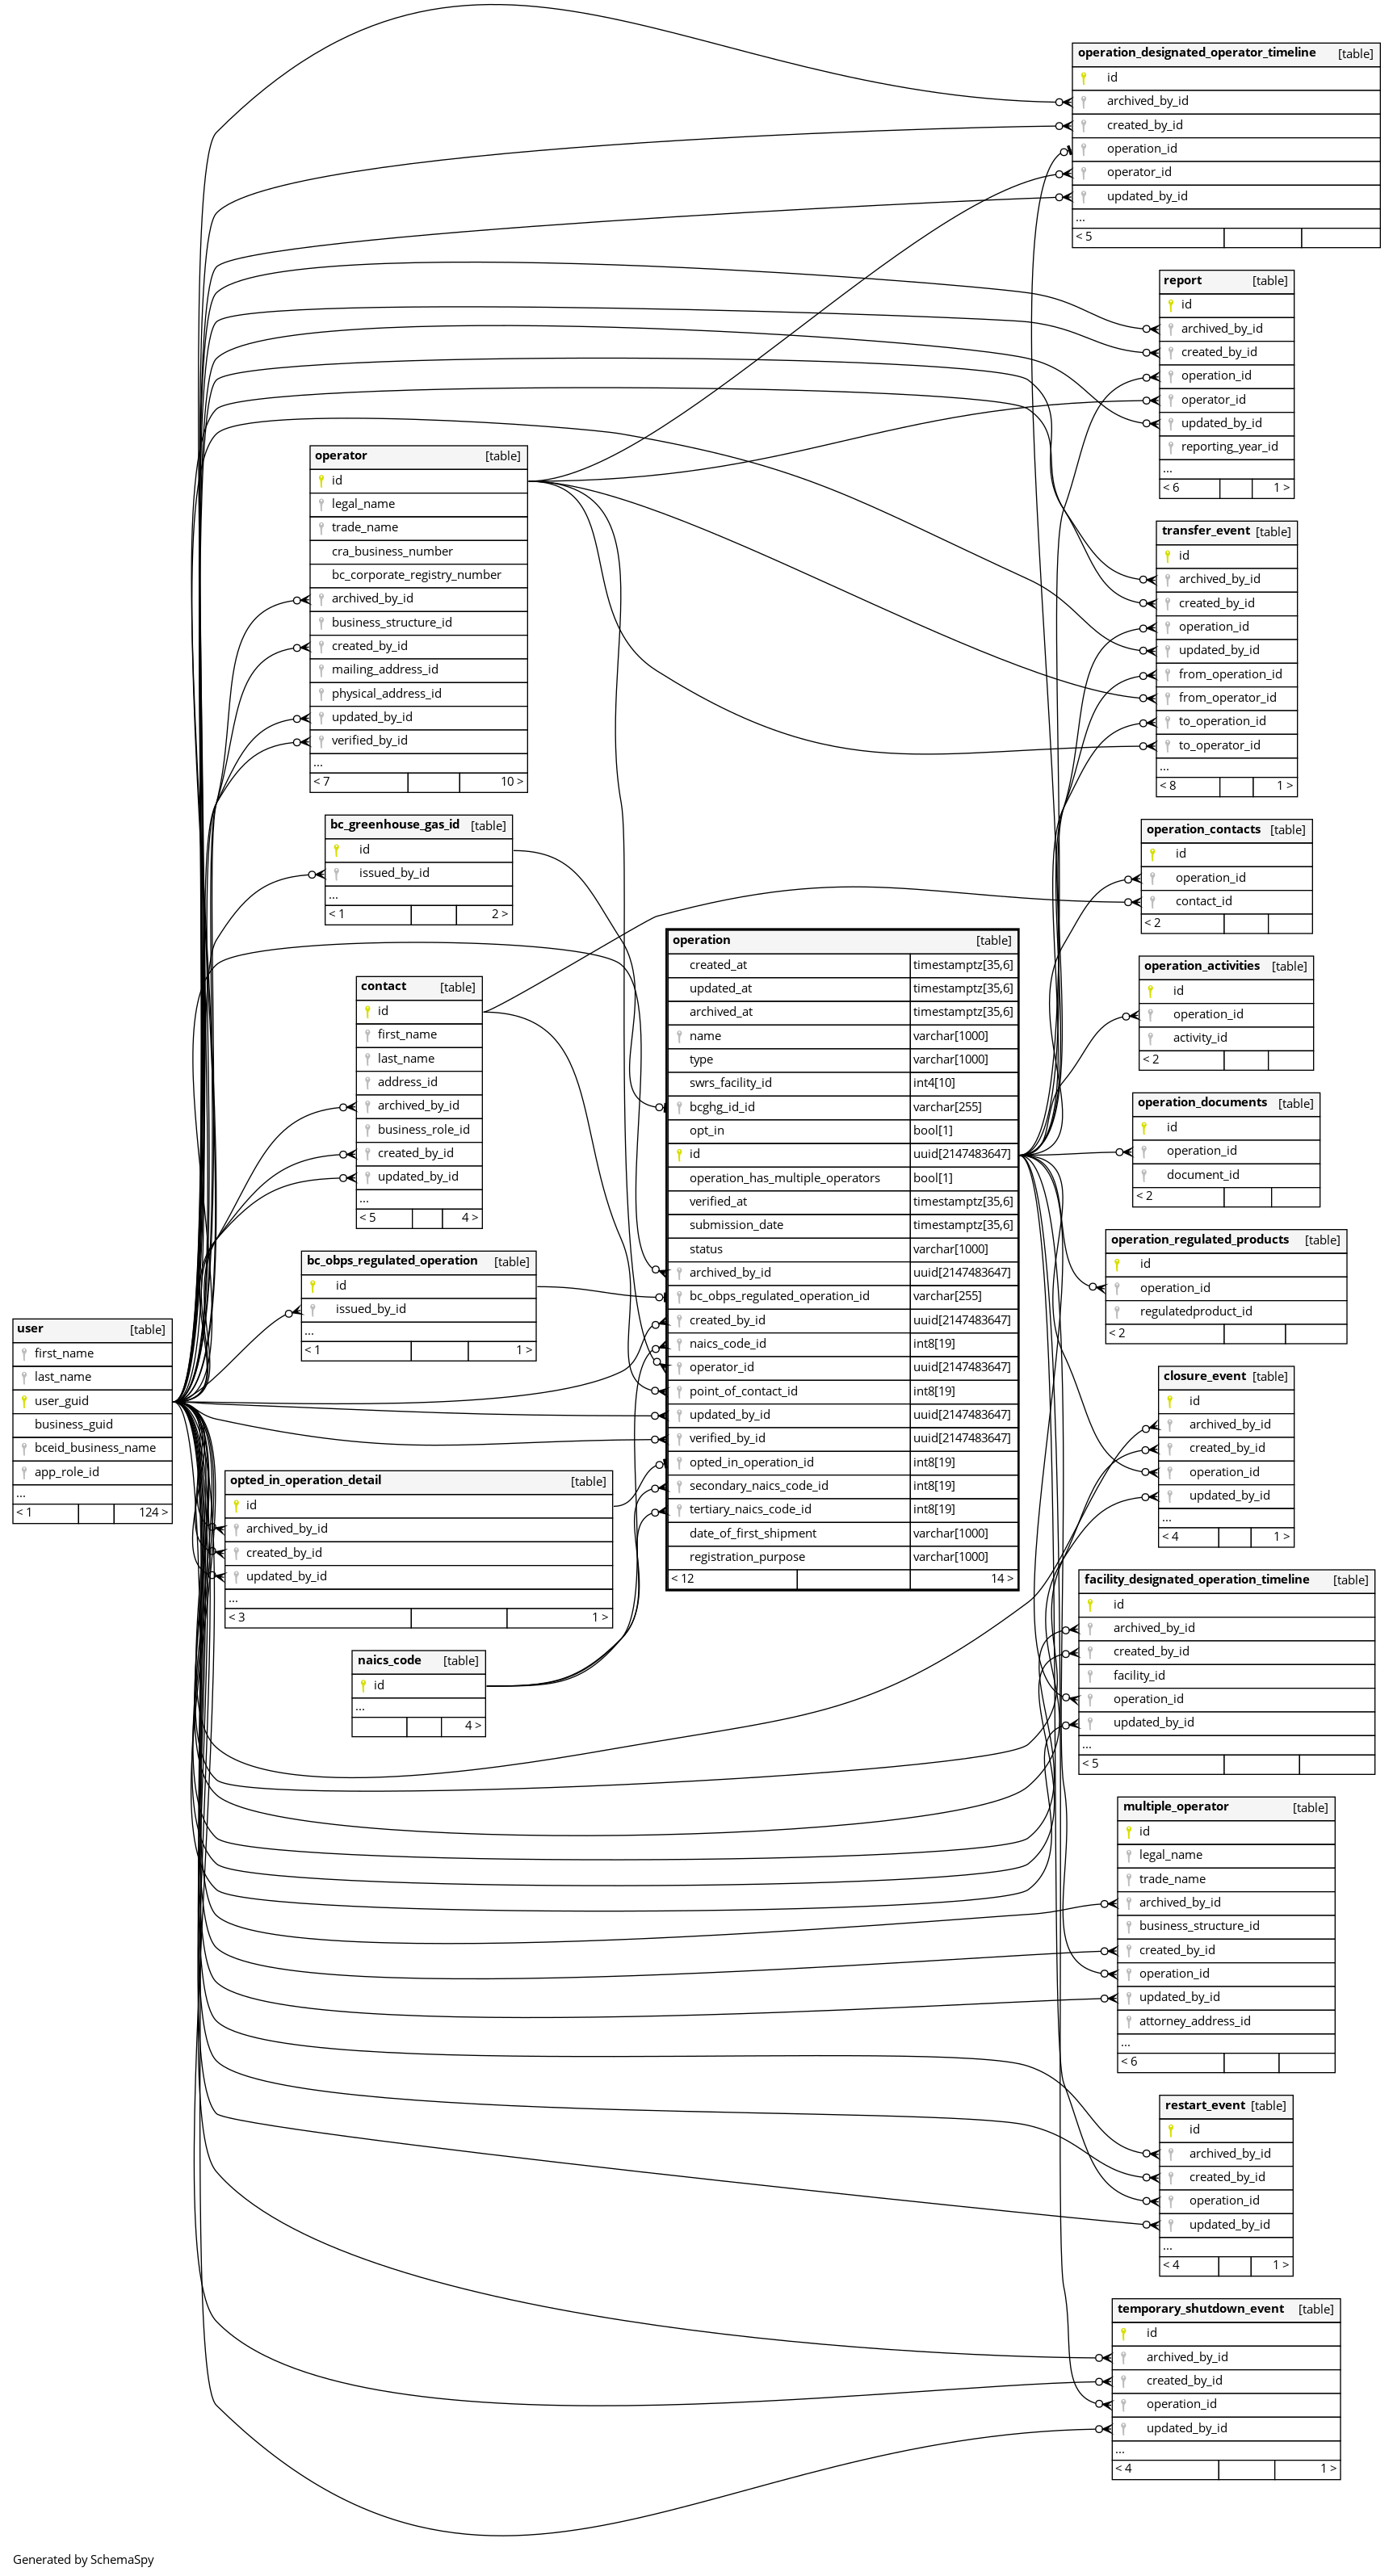 operation_designated_operator_timeline [table]
id
archived_by_id
created_by_id
operation_id
operator_id
updated_by_id
...
< 5
report [table]
id
archived_by_id
created_by_id
operation_id
operator_id
updated_by_id
reporting_year_id
...
< 6 1 >
operator [table]
id
legal_name
trade_name
cra_business_number
bc_corporate_registry_number
archived_by_id
business_structure_id
created_by_id
mailing_address_id
physical_address_id
updated_by_id
verified_by_id
...
< 7 10 >
transfer_event [table]
id
archived_by_id
created_by_id
operation_id
updated_by_id
from_operation_id
from_operator_id
to_operation_id
to_operator_id
...
< 8 1 >
bc_greenhouse_gas_id [table]
id
issued_by_id
...
< 1 2 >
operation_contacts [table]
id
operation_id
contact_id
< 2
contact [table]
id
first_name
last_name
address_id
archived_by_id
business_role_id
created_by_id
updated_by_id
...
< 5 4 >
operation [table]
created_at timestamptz[35,6]
updated_at timestamptz[35,6]
archived_at timestamptz[35,6]
name varchar[1000]
type varchar[1000]
swrs_facility_id int4[10]
bcghg_id_id varchar[255]
opt_in bool[1]
id uuid[2147483647]
operation_has_multiple_operators bool[1]
verified_at timestamptz[35,6]
submission_date timestamptz[35,6]
status varchar[1000]
archived_by_id uuid[2147483647]
bc_obps_regulated_operation_id varchar[255]
created_by_id uuid[2147483647]
naics_code_id int8[19]
operator_id uuid[2147483647]
point_of_contact_id int8[19]
updated_by_id uuid[2147483647]
verified_by_id uuid[2147483647]
opted_in_operation_id int8[19]
secondary_naics_code_id int8[19]
tertiary_naics_code_id int8[19]
date_of_first_shipment varchar[1000]
registration_purpose varchar[1000]
< 12 14 >
operation_activities [table]
id
operation_id
activity_id
< 2
operation_documents [table]
id
operation_id
document_id
< 2
operation_regulated_products [table]
id
operation_id
regulatedproduct_id
< 2
bc_obps_regulated_operation [table]
id
issued_by_id
...
< 1 1 >
user [table]
first_name
last_name
user_guid
business_guid
bceid_business_name
app_role_id
...
< 1 124 >
closure_event [table]
id
archived_by_id
created_by_id
operation_id
updated_by_id
...
< 4 1 >
opted_in_operation_detail [table]
id
archived_by_id
created_by_id
updated_by_id
...
< 3 1 >
facility_designated_operation_timeline [table]
id
archived_by_id
created_by_id
facility_id
operation_id
updated_by_id
...
< 5
naics_code [table]
id
...
4 >
multiple_operator [table]
id
legal_name
trade_name
archived_by_id
business_structure_id
created_by_id
operation_id
updated_by_id
attorney_address_id
...
< 6
restart_event [table]
id
archived_by_id
created_by_id
operation_id
updated_by_id
...
< 4 1 >
temporary_shutdown_event [table]
id
archived_by_id
created_by_id
operation_id
updated_by_id
...
< 4 1 >
Generated by SchemaSpy